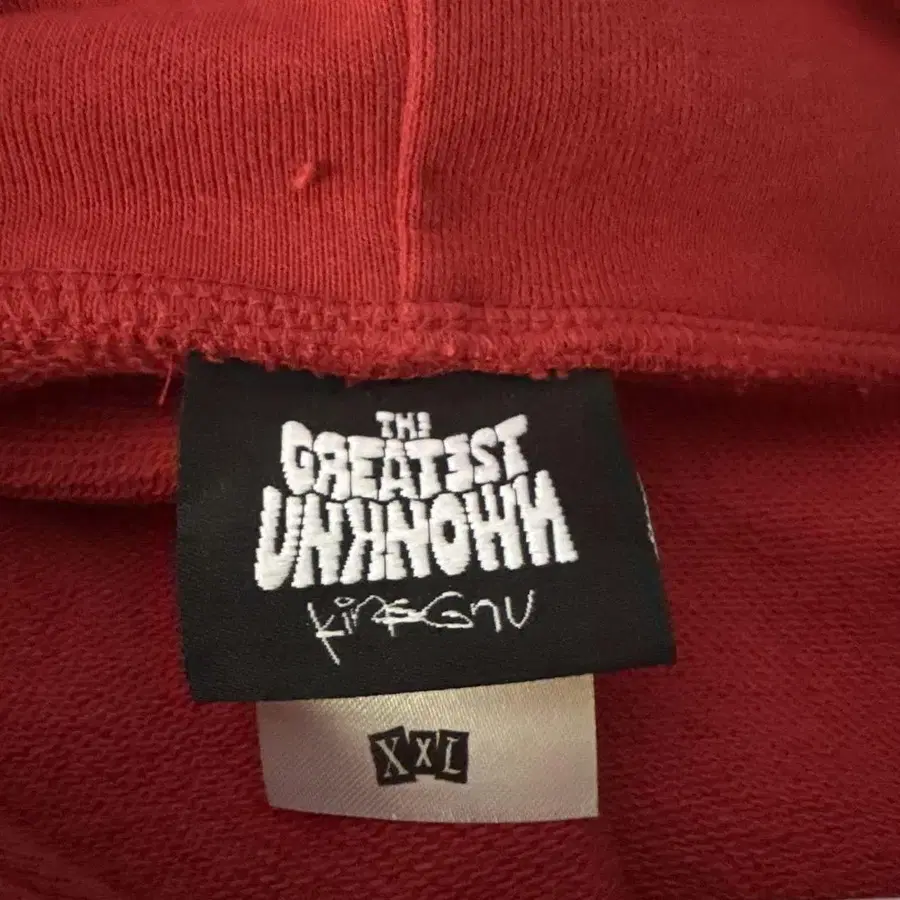 THE
GREATEST
UNKNOWN
King Gnu
XXL